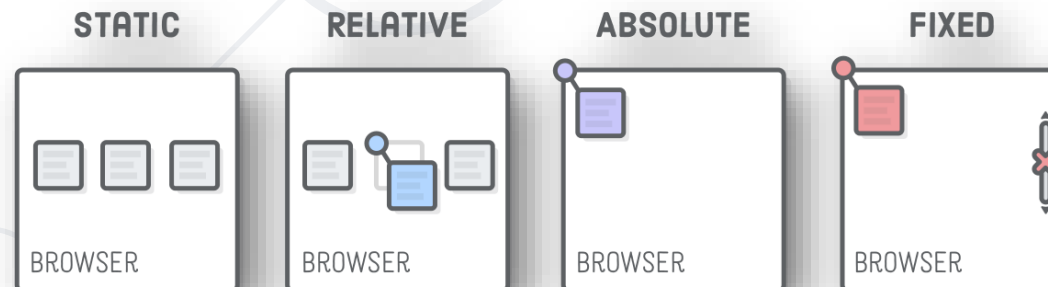 STATIC
RELATIVE
ABSOLUTE
FIXED
BROWSER
BROWSER
BROWSER
BROWSER